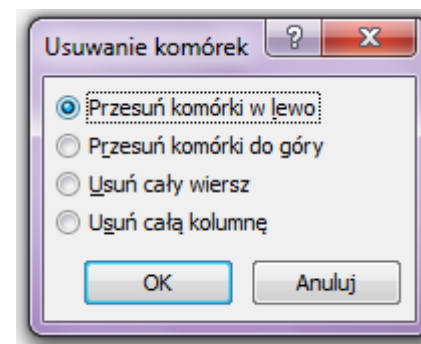 Usuwanie komórek ? X
Przesuń komórki w lewo
Przesuń komórki do góry
Usuń cały wiersz
Usuń całą kolumnę
OK Anuluj